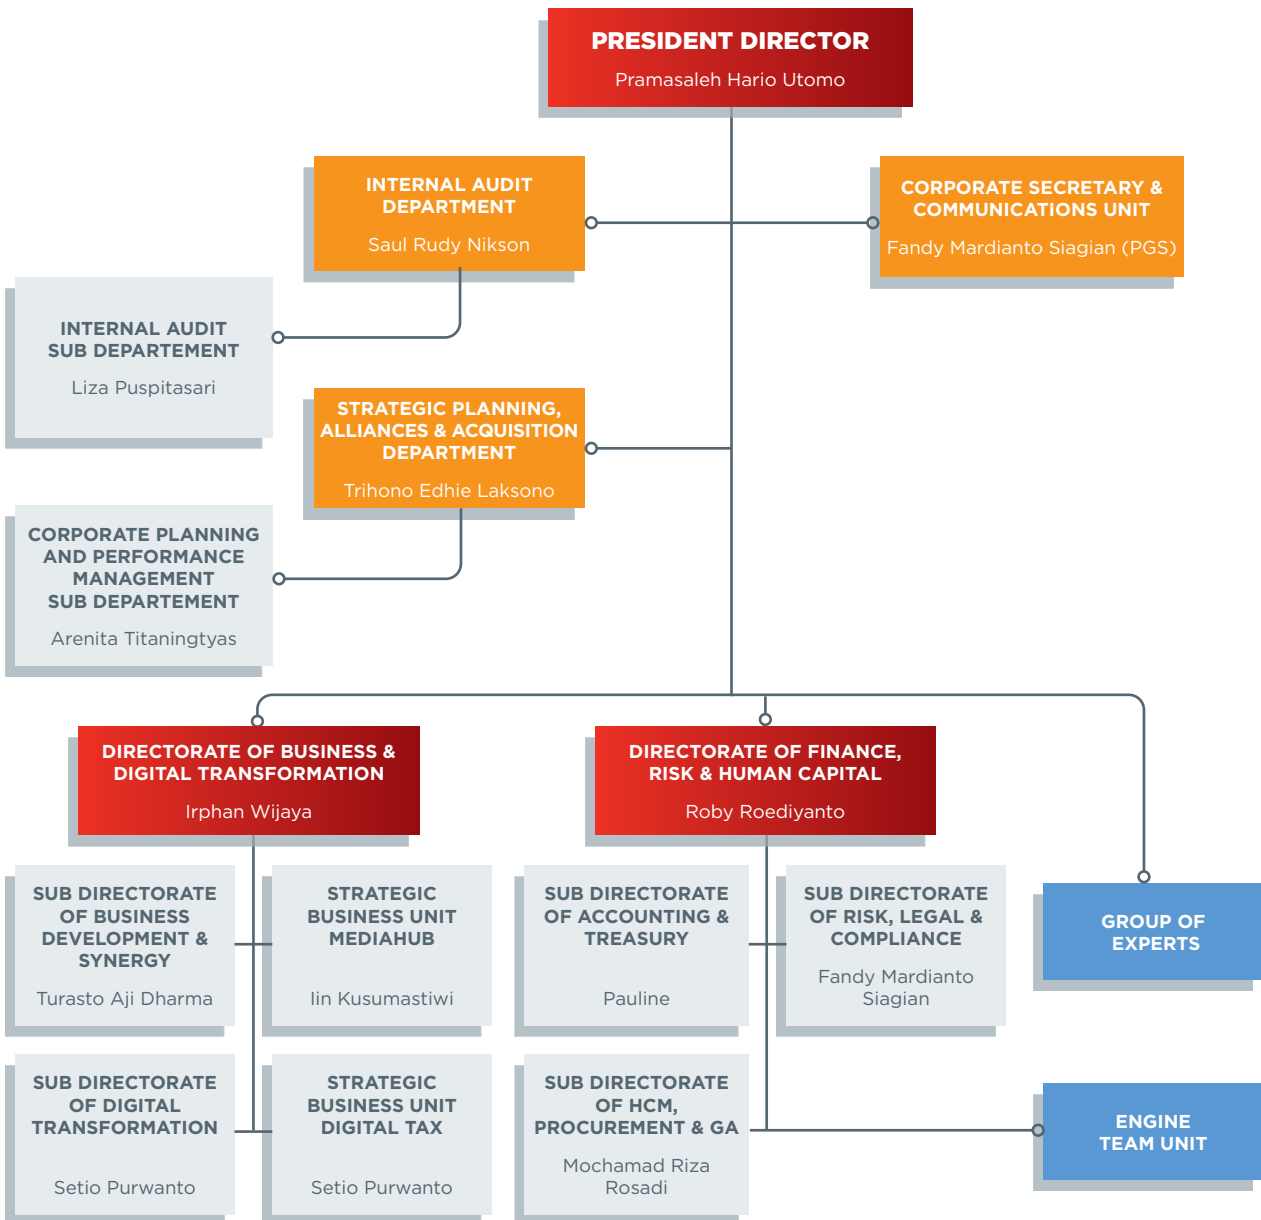 PRESIDENT DIRECTOR
Pramasaleh Hario Utomo
INTERNAL AUDIT
DEPARTMENT
Saul Rudy Nikson
CORPORATE SECRETARY &
COMMUNICATIONS UNIT
Fandy Mardianto Siagian (PGS)
INTERNAL AUDIT
SUB DEPARTEMENT
Liza Puspitasari
STRATEGIC PLANNING,
ALLIANCES & ACQUISITION
DEPARTMENT
Trihono Edhie Laksono
CORPORATE PLANNING
AND PERFORMANCE
MANAGEMENT
SUB DEPARTEMENT
Arenita Titaningtyas
DIRECTORATE OF BUSINESS &
DIGITAL TRANSFORMATION
Irphan Wijaya
DIRECTORATE OF FINANCE,
RISK & HUMAN CAPITAL
Roby Roediyanto
SUB DIRECTORATE
OF BUSINESS
DEVELOPMENT &
SYNERGY
Turasto Aji Dharma
STRATEGIC
BUSINESS UNIT
MEDIAHUB
Iin Kusumastiwi
SUB DIRECTORATE
OF ACCOUNTING &
TREASURY
Pauline
SUB DIRECTORATE
OF RISK, LEGAL &
COMPLIANCE
Fandy Mardianto
Siagian
GROUP OF
EXPERTS
SUB DIRECTORATE
OF DIGITAL
TRANSFORMATION
Setio Purwanto
STRATEGIC
BUSINESS UNIT
DIGITAL TAX
Setio Purwanto
SUB DIRECTORATE
OF HCM,
PROCUREMENT & GA
Mochamad Riza
Rosadi
ENGINE
TEAM UNIT